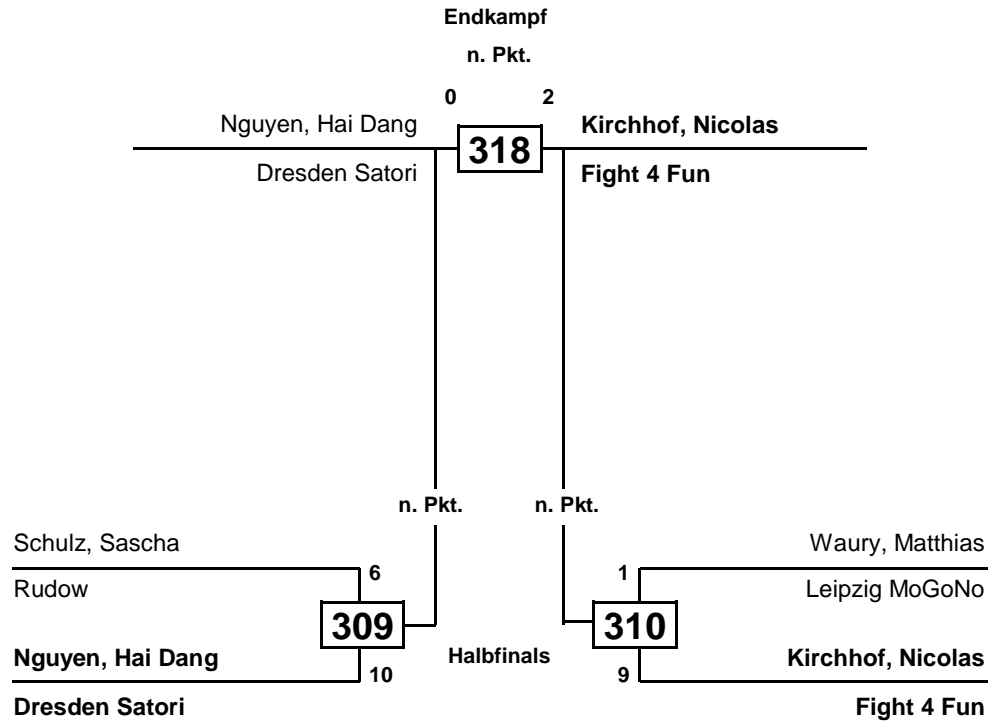 Endkampf
n. Pkt.
0 2
Nguyen, Hai Dang 318 Kirchhof, Nicolas
Dresden Satori Fight 4 Fun
n. Pkt. n. Pkt.
Schulz, Sascha Waury, Matthias
6 1
Rudow Leipzig MoGoNo
309 310
Nguyen, Hai Dang Halbfinals Kirchhof, Nicolas
10 9
Dresden Satori Fight 4 Fun